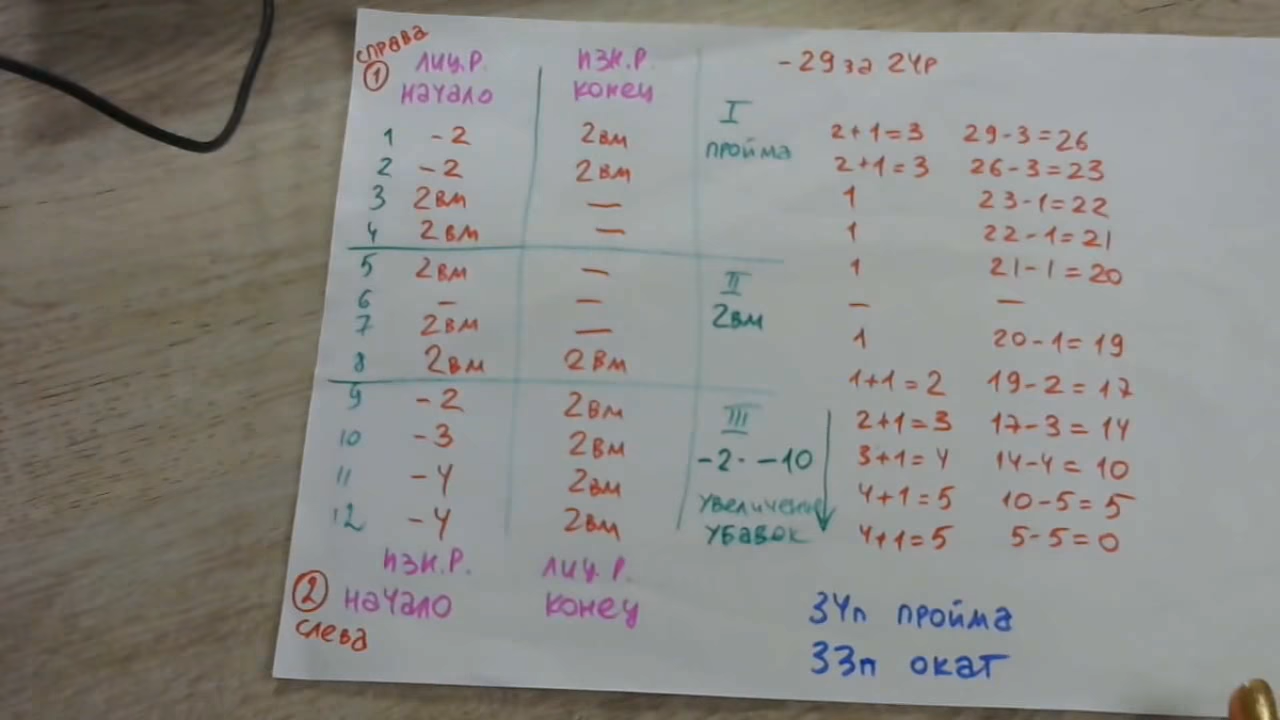 справа
① лиц.р. изн.р. -29 за 24р
начало конец I
1 -2 2вм пройма 2+1=3 29-3=26
2 -2 2вм 2+1=3 26-3=23
3 2вм — 1 23-1=22
4 2вм — 1 22-1=21
5 2вм — II 1 21-1=20
6 — — 2вм — —
7 2вм — 1 20-1=19
8 2вм 2вм 1+1=2 19-2=17
9 -2 2вм III 2+1=3 17-3=14
10 -3 2вм -2. -10 3+1=4 14-4=10
11 -4 2вм увеличение 4+1=5 10-5=5
12 -4 2вм убавок 4+1=5 5-5=0
изн.р. лиц.р.
② начало конец 34п пройма
слева 33п окат